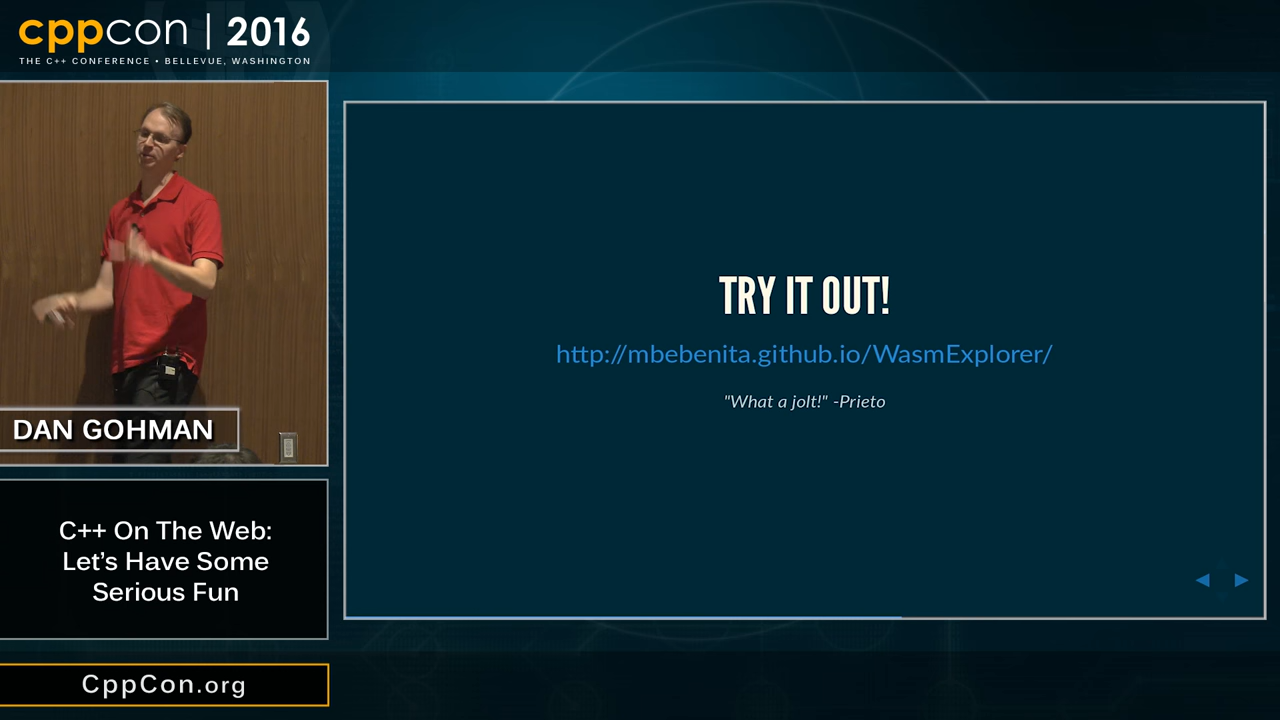 cppcon | 2016
THE C++ CONFERENCE • BELLEVUE, WASHINGTON
DAN GOHMAN
C++ On The Web:
Let's Have Some
Serious Fun
CppCon.org
TRY IT OUT!
http://mbebenita.github.io/WasmExplorer/
"What a jolt!" -Prieto